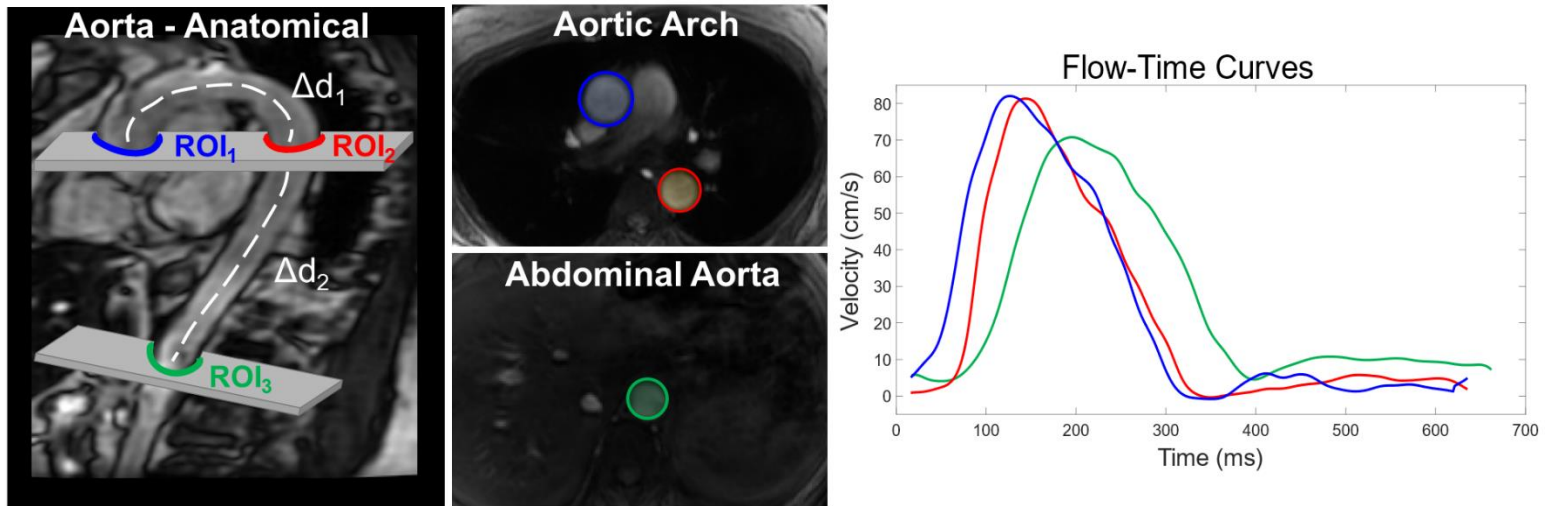 Aorta - Anatomical
Δd₁
ROI₁
ROI₂
Δd₂
ROI₃
Aortic Arch
Abdominal Aorta
Flow-Time Curves
Velocity (cm/s)
80
70
60
50
40
30
20
10
0
0 100 200 300 400 500 600 700
Time (ms)